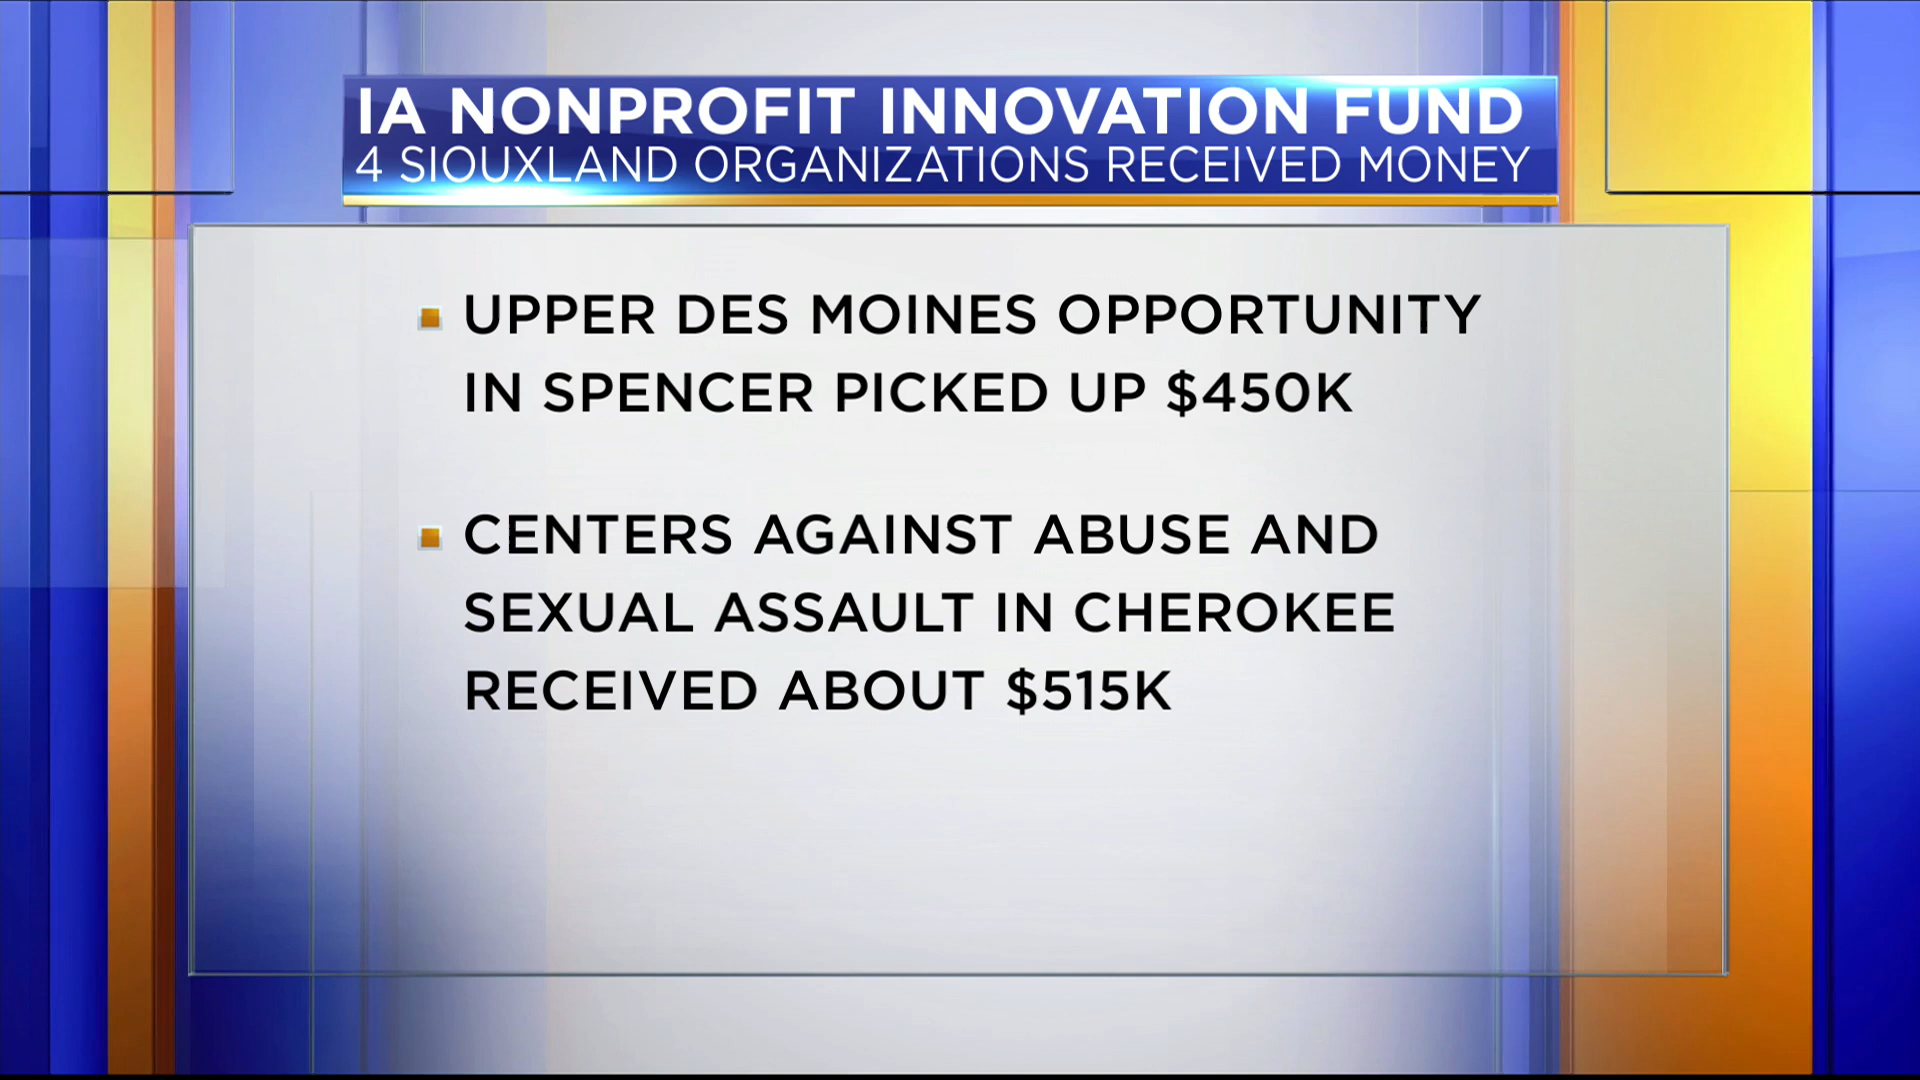 IA NONPROFIT INNOVATION FUND
4 SIOUXLAND ORGANIZATIONS RECEIVED MONEY
UPPER DES MOINES OPPORTUNITY
IN SPENCER PICKED UP $450K
CENTERS AGAINST ABUSE AND
SEXUAL ASSAULT IN CHEROKEE
RECEIVED ABOUT $515K